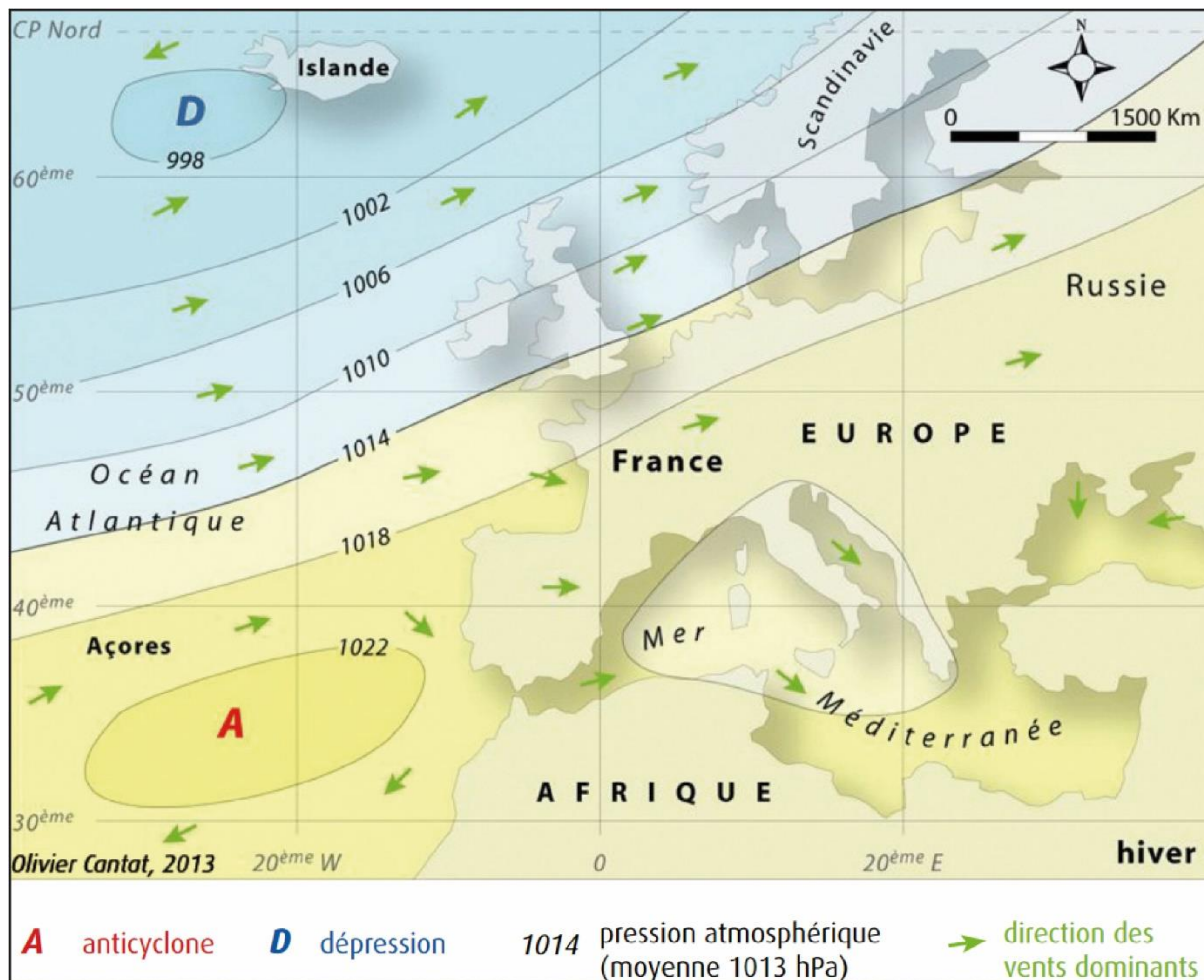 CP Nord
Islande
Scandinavie
N
0 1500 Km
D
998
60ème
1002
1006
Russie
1010
50ème
1014
EUROPE
France
Océan
Atlantique
1018
40ème
Açores
1022
Mer
A
Méditerranée
AFRIQUE
30ème
Olivier Cantat, 2013
20ème W
0
20ème E
hiver
A anticyclone
D dépression
1014 pression atmosphérique
(moyenne 1013 hPa)
direction des
vents dominants